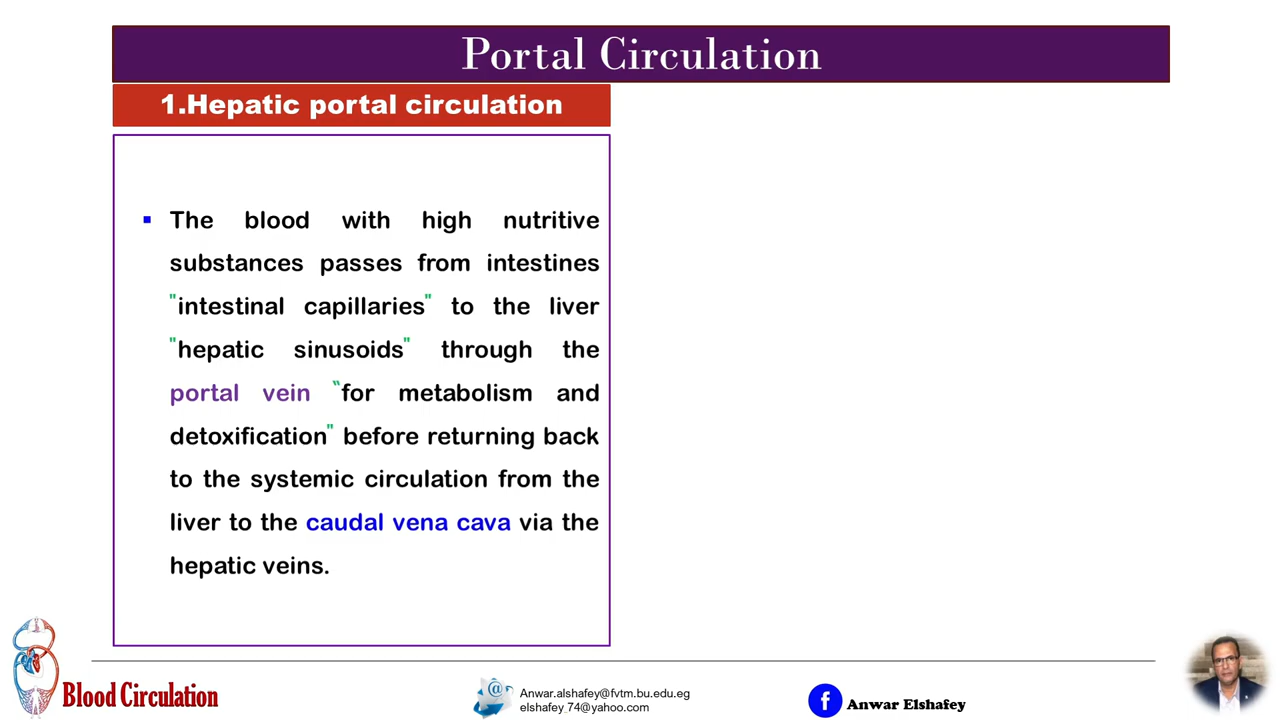 Portal Circulation
1.Hepatic portal circulation
▪ The blood with high nutritive
substances passes from intestines
"intestinal capillaries" to the liver
"hepatic sinusoids" through the
portal vein “for metabolism and
detoxification" before returning back
to the systemic circulation from the
liver to the caudal vena cava via the
hepatic veins.
Blood Circulation
@
Anwar.alshafey@fvtm.bu.edu.eg
elshafey_74@yahoo.com
f Anwar Elshafey